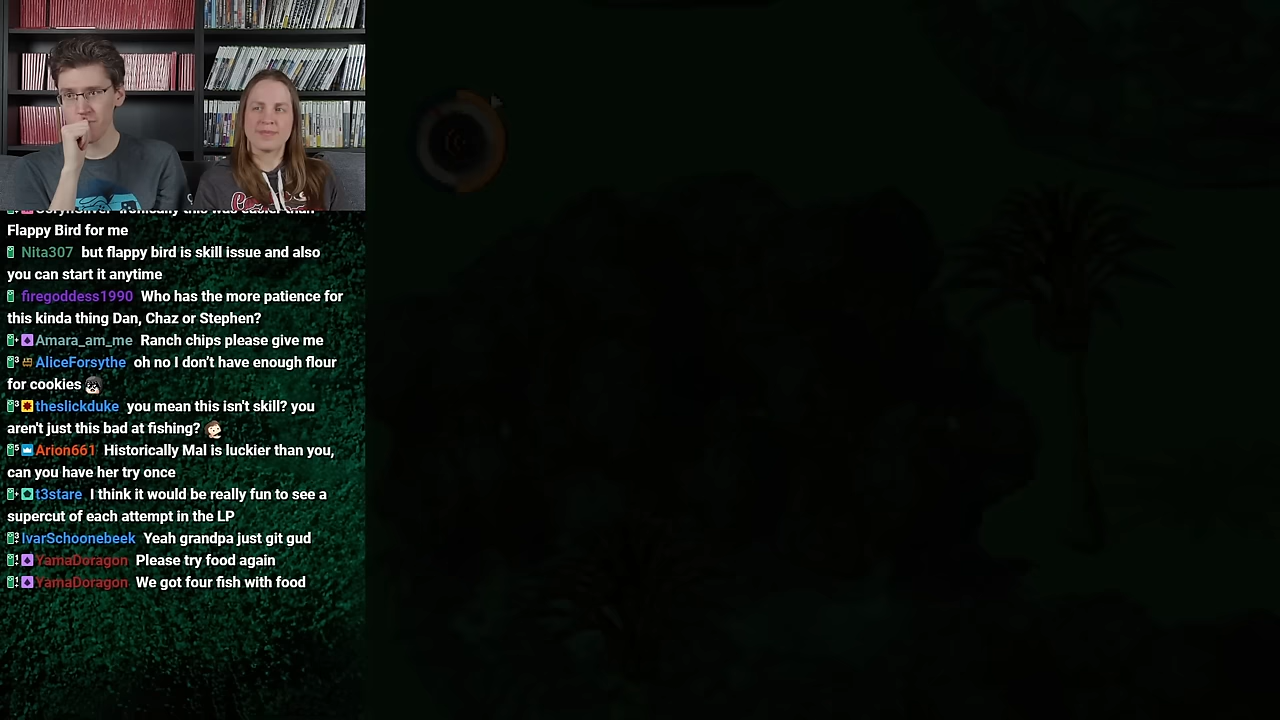 Flappy Bird for me
Nita307 but flappy bird is skill issue and also
you can start it anytime
firegoddess1990 Who has the more patience for
this kinda thing Dan, Chaz or Stephen?
Amara_am_me Ranch chips please give me
AliceForsythe oh no I don’t have enough flour
for cookies
theslickduke you mean this isn't skill? you
aren't just this bad at fishing?
Arion661 Historically Mal is luckier than you,
can you have her try once
t3stare I think it would be really fun to see a
supercut of each attempt in the LP
IvarSchoonebeek Yeah grandpa just git gud
YamaDoragon Please try food again
YamaDoragon We got four fish with food